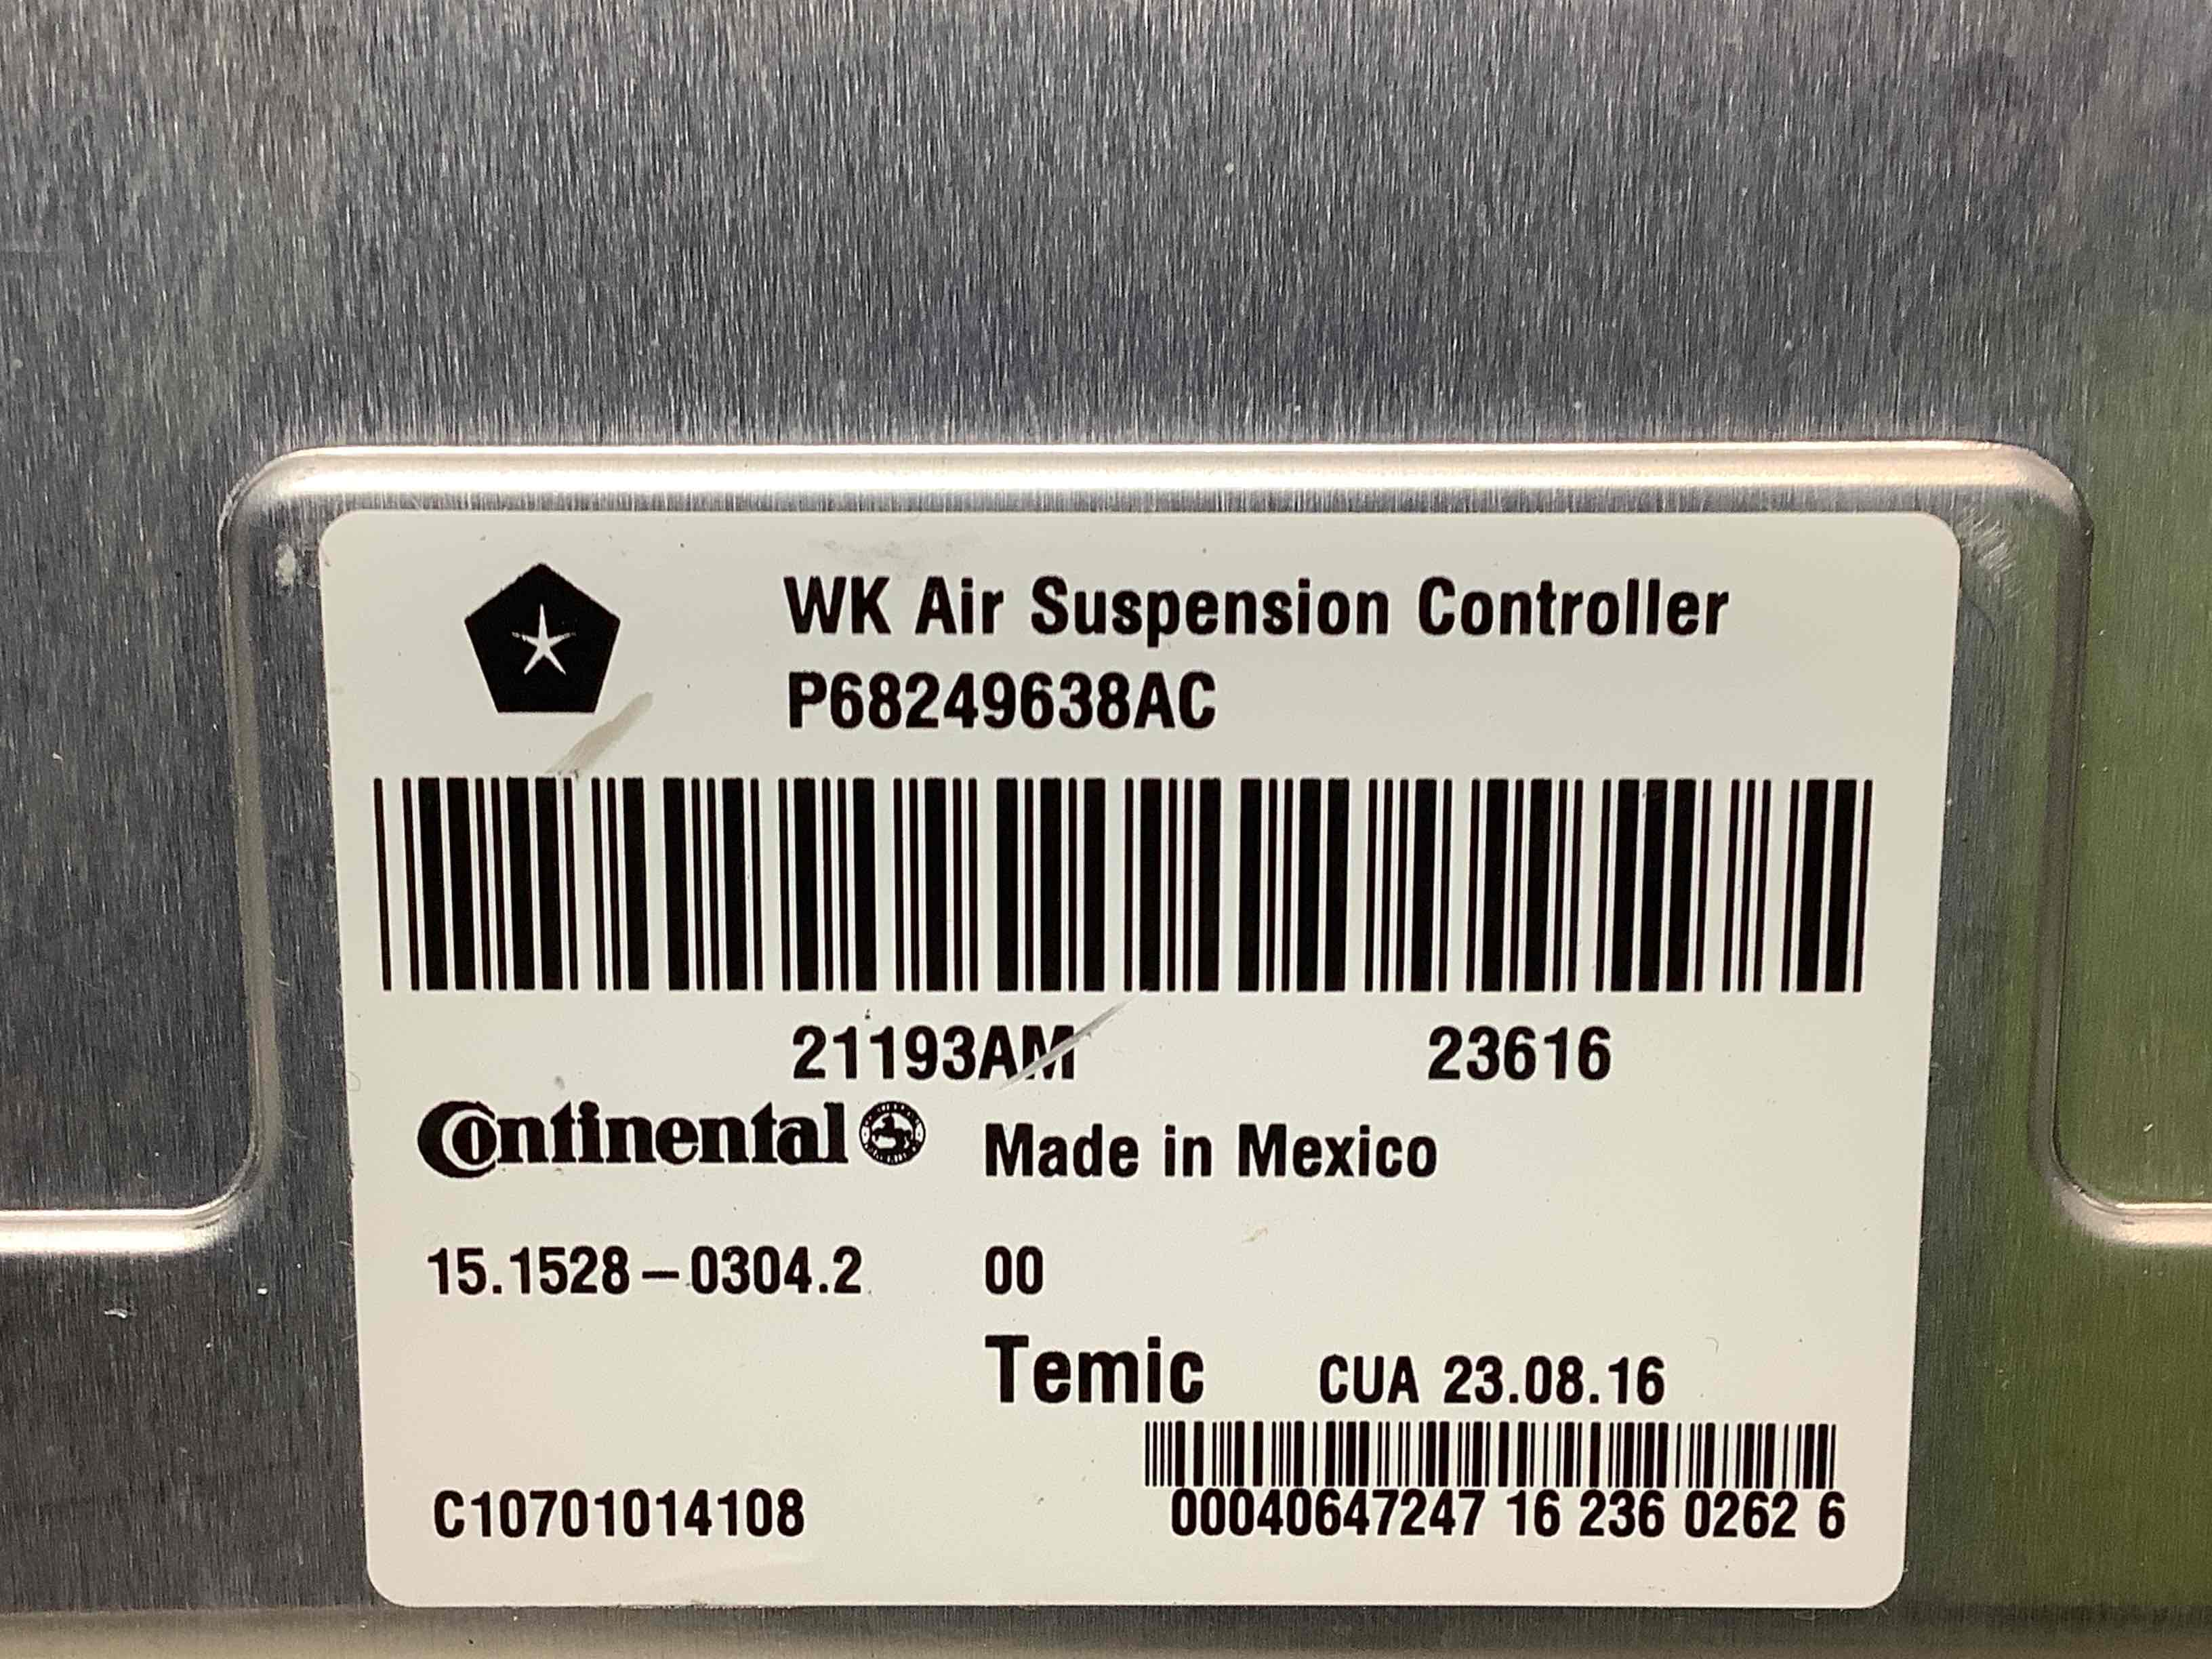 WK Air Suspension Controller
P68249638AC
21193AM 23616
Continental Made in Mexico
15.1528-0304.2 00
Temic CUA 23.08.16
C10701014108 00040647247 16 236 0262 6